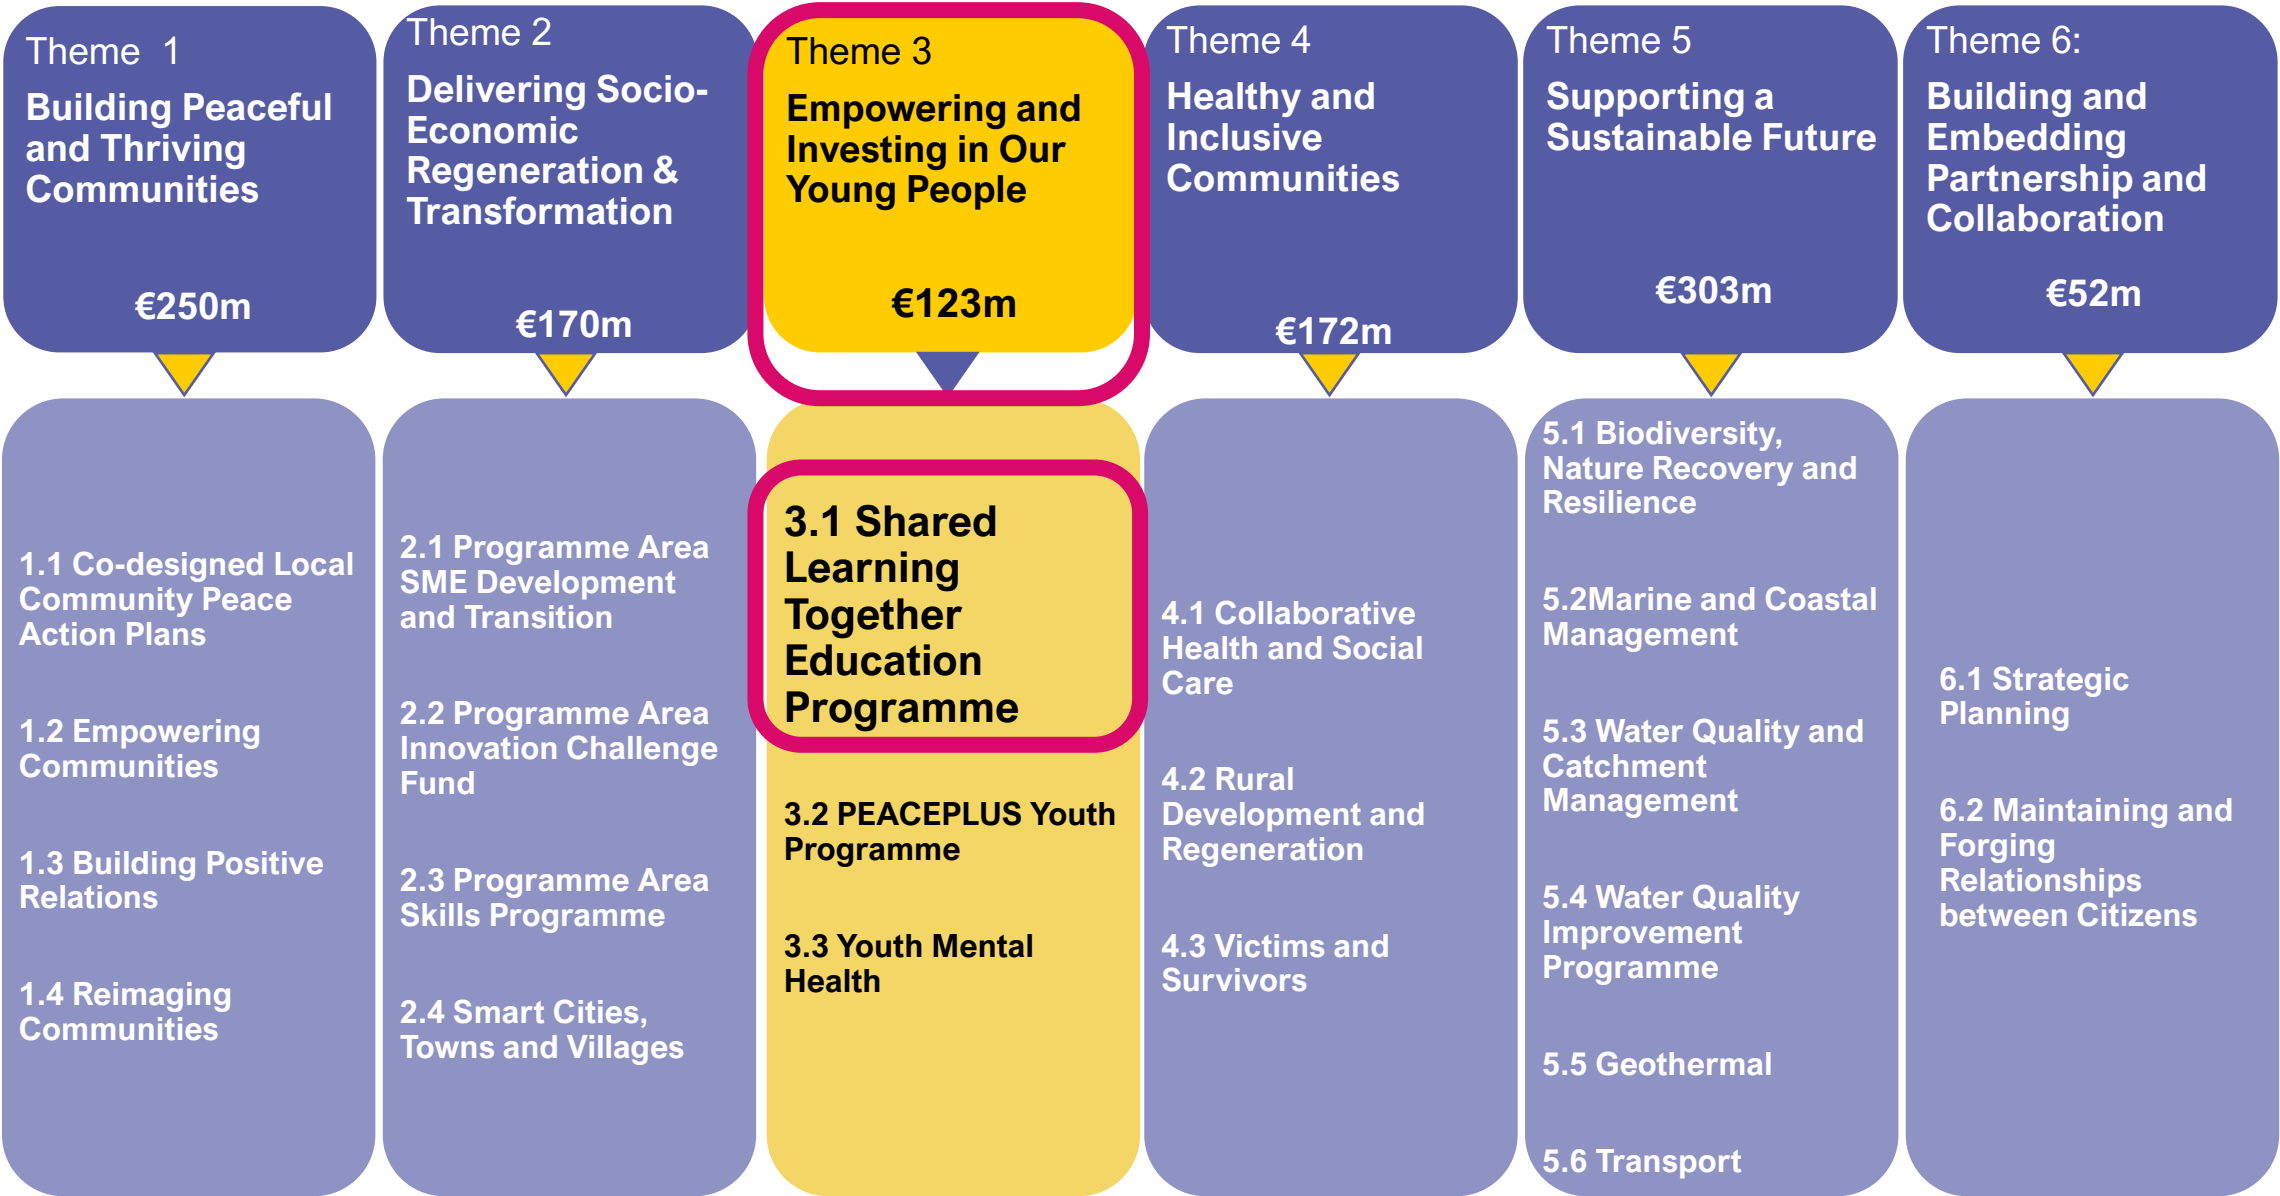 Theme  1
Building Peaceful
and Thriving
Communities
€250m
Theme 2
Delivering Socio-
Economic
Regeneration &
Transformation
€170m
Theme 3
Empowering and
Investing in Our
Young People
€123m
Theme 4
Healthy and
Inclusive
Communities
€172m
Theme 5
Supporting a
Sustainable Future
€303m
Theme 6:
Building and
Embedding
Partnership and
Collaboration
€52m
1.1 Co-designed Local
Community Peace
Action Plans
1.2 Empowering
Communities
1.3 Building Positive
Relations
1.4 Reimaging
Communities
2.1 Programme Area
SME Development
and Transition
2.2 Programme Area
Innovation Challenge
Fund
2.3 Programme Area
Skills Programme
2.4 Smart Cities,
Towns and Villages
3.1 Shared
Learning
Together
Education
Programme
3.2 PEACEPLUS Youth
Programme
3.3 Youth Mental
Health
4.1 Collaborative
Health and Social
Care
4.2 Rural
Development and
Regeneration
4.3 Victims and
Survivors
5.1 Biodiversity,
Nature Recovery and
Resilience
5.2Marine and Coastal
Management
5.3 Water Quality and
Catchment
Management
5.4 Water Quality
Improvement
Programme
5.5 Geothermal
5.6 Transport
6.1 Strategic
Planning
6.2 Maintaining and
Forging
Relationships
between Citizens